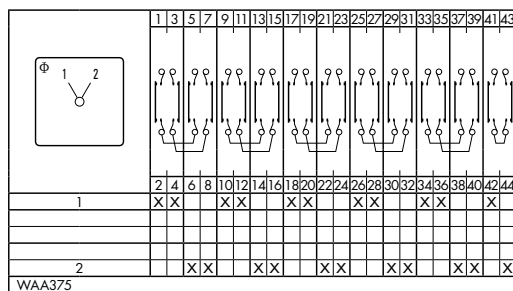 1 3 5 7 9 11 13 15 17 19 21 23 25 27 29 31 33 35 37 39 41 43
Φ
1 2
2 4 6 8 10 12 14 16 18 20 22 24 26 28 30 32 34 36 38 40 42 44
1 X X X X X X X X X X X
2 X X X X X X X X X X X
WAA375